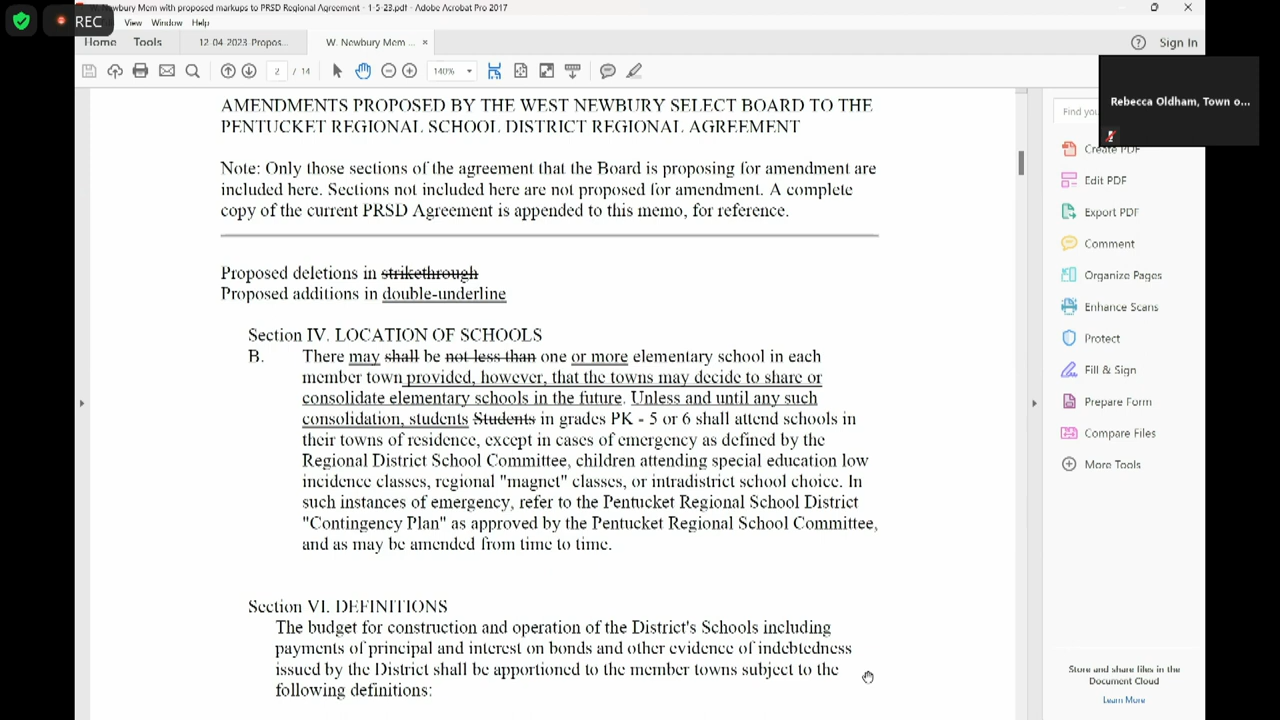 W. Newbury Mem with proposed markups to PRSD Regional Agreement - 1-5-23.pdf - Adobe Acrobat Pro 2017
REC
View Window Help
Home Tools 12-04-2023 Propos... W. Newbury Mem ... × Sign In
2 / 14 140%
Rebecca Oldham, Town o...
AMENDMENTS PROPOSED BY THE WEST NEWBURY SELECT BOARD TO THE
PENTUCKET REGIONAL SCHOOL DISTRICT REGIONAL AGREEMENT
Note: Only those sections of the agreement that the Board is proposing for amendment are
included here. Sections not included here are not proposed for amendment. A complete
copy of the current PRSD Agreement is appended to this memo, for reference.
Proposed deletions in strikethrough
Proposed additions in double-underline
Section IV. LOCATION OF SCHOOLS
B. There may shall be not less than one or more elementary school in each
member town provided, however, that the towns may decide to share or
consolidate elementary schools in the future. Unless and until any such
consolidation, students Students in grades PK - 5 or 6 shall attend schools in
their towns of residence, except in cases of emergency as defined by the
Regional District School Committee, children attending special education low
incidence classes, regional "magnet" classes, or intradistrict school choice. In
such instances of emergency, refer to the Pentucket Regional School District
"Contingency Plan" as approved by the Pentucket Regional School Committee,
and as may be amended from time to time.
Section VI. DEFINITIONS
The budget for construction and operation of the District's Schools including
payments of principal and interest on bonds and other evidence of indebtedness
issued by the District shall be apportioned to the member towns subject to the
following definitions:
Find you
Create PDF
Edit PDF
Export PDF
Comment
Organize Pages
Enhance Scans
Protect
Fill & Sign
Prepare Form
Compare Files
More Tools
Store and share files in the
Document Cloud
Learn More